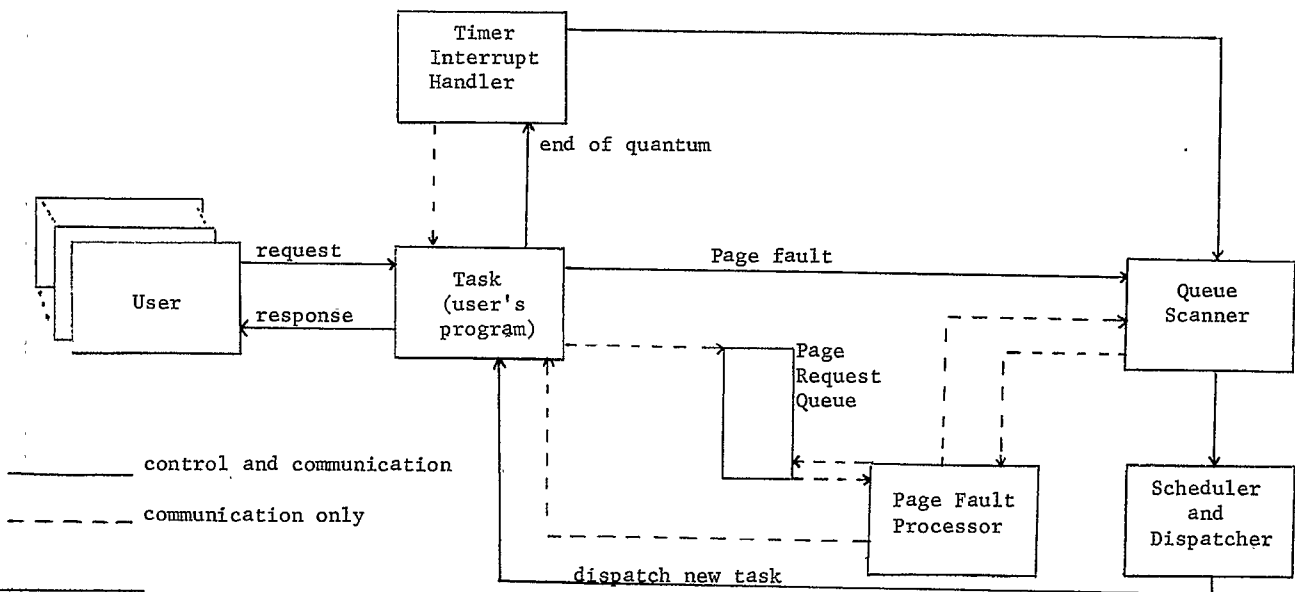 Timer
Interrupt
Handler
end of quantum
request
response
User
Task
(user's
program)
Page fault
Queue
Scanner
Page
Request
Queue
control and communication
communication only
Page Fault
Processor
Scheduler
and
Dispatcher
dispatch new task